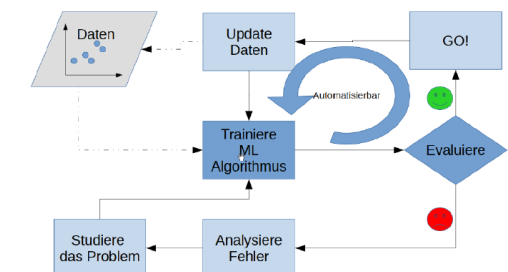 Daten
Update
Daten
GO!
Automatisierbar
Trainiere
ML
Algorithmus
Evaluiere
Studiere
das Problem
Analysiere
Fehler